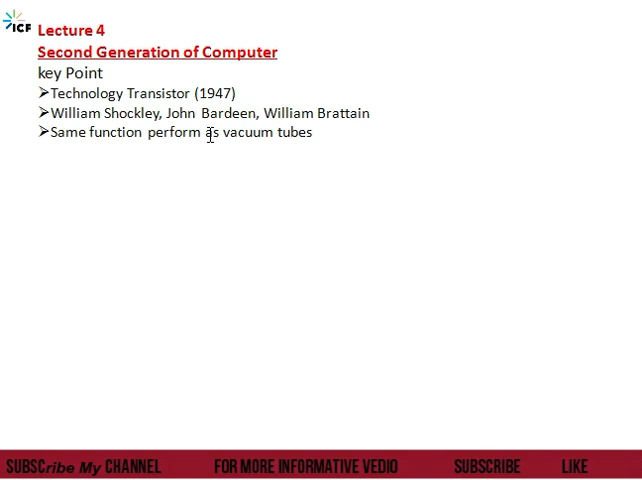 ICF
Lecture 4
Second Generation of Computer
key Point
➢Technology Transistor (1947)
➢William Shockley, John Bardeen, William Brattain
➢Same function perform as vacuum tubes
SUBSCribe My CHANNEL FOR MORE INFORMATIVE VEDIO SUBSCRIBE LIKE